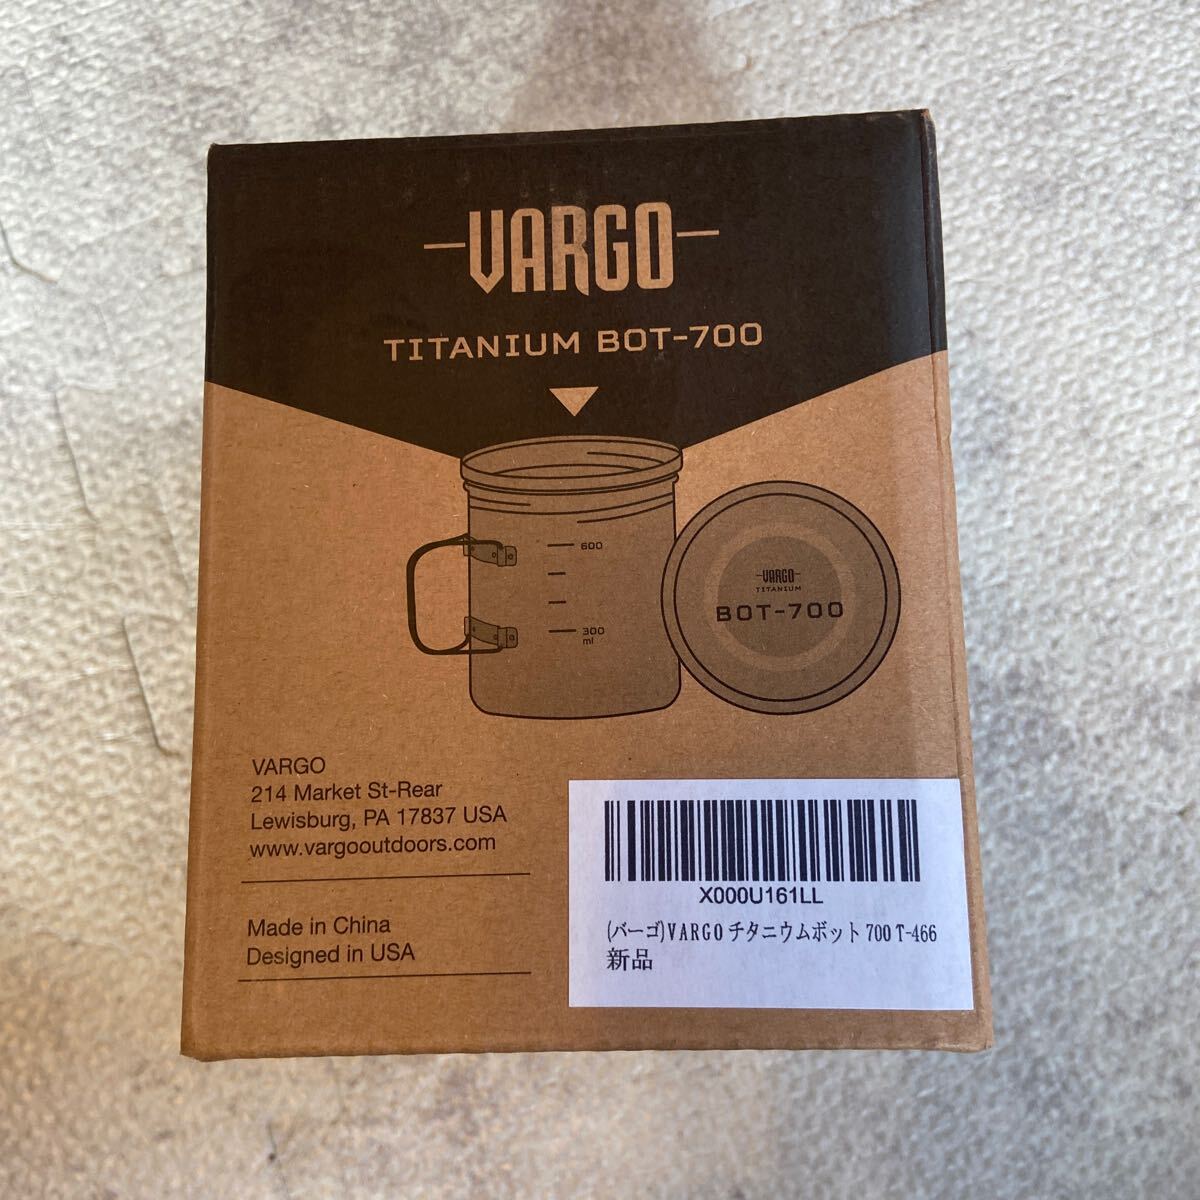 VARGO
TITANIUM BOT-700
600
300
ml
VARGO
TITANIUM
BOT-700
VARGO
214 Market St-Rear
Lewisburg, PA 17837 USA
www.vargooutdoors.com
Made in China
Designed in USA
X000U161LL
(バーゴ)VARGO チタニウムボット 700 T-466
新品